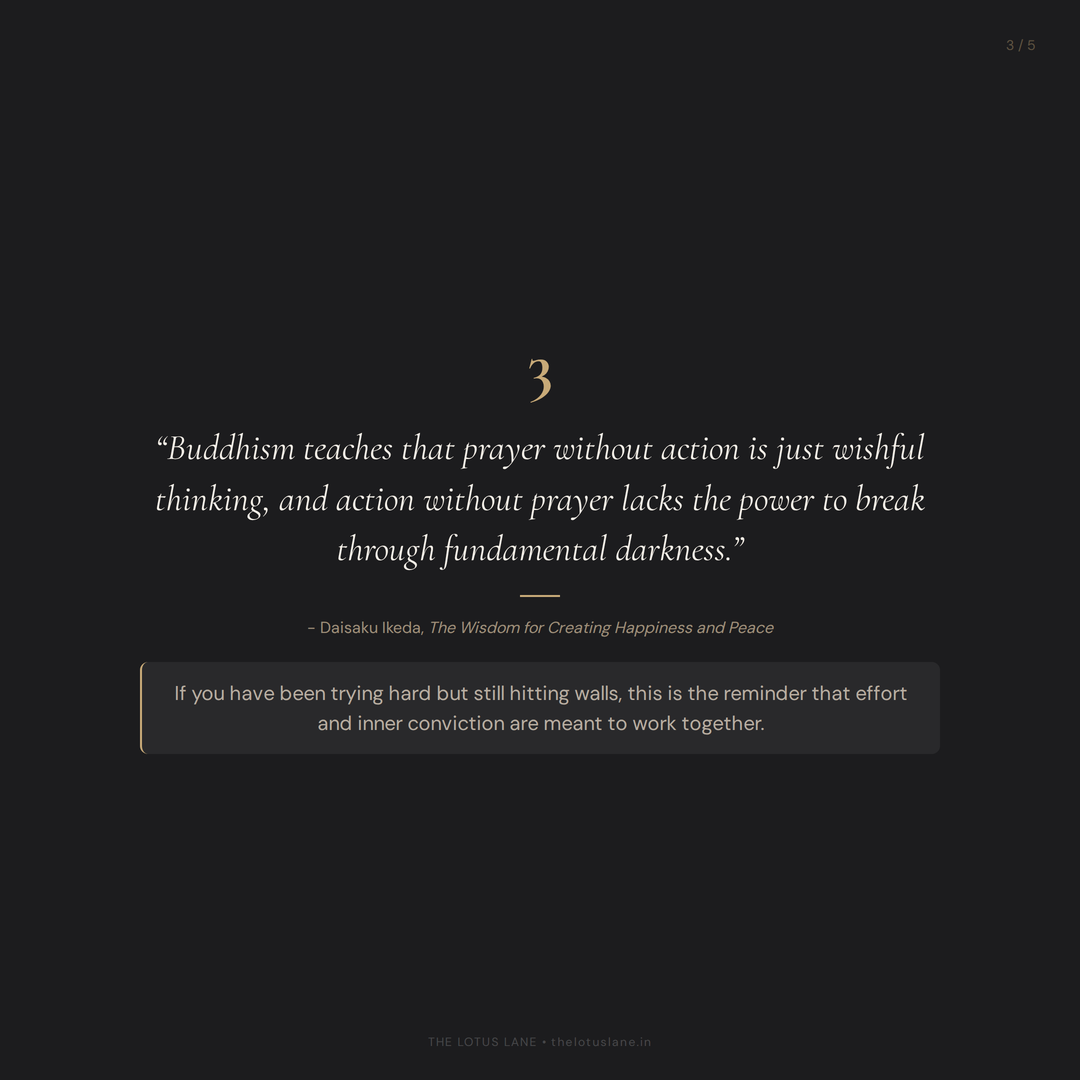 3 / 5
3
“Buddhism teaches that prayer without action is just wishful
thinking, and action without prayer lacks the power to break
through fundamental darkness.”
– Daisaku Ikeda, The Wisdom for Creating Happiness and Peace
If you have been trying hard but still hitting walls, this is the reminder that effort
and inner conviction are meant to work together.
THE LOTUS LANE • thelotuslane.in